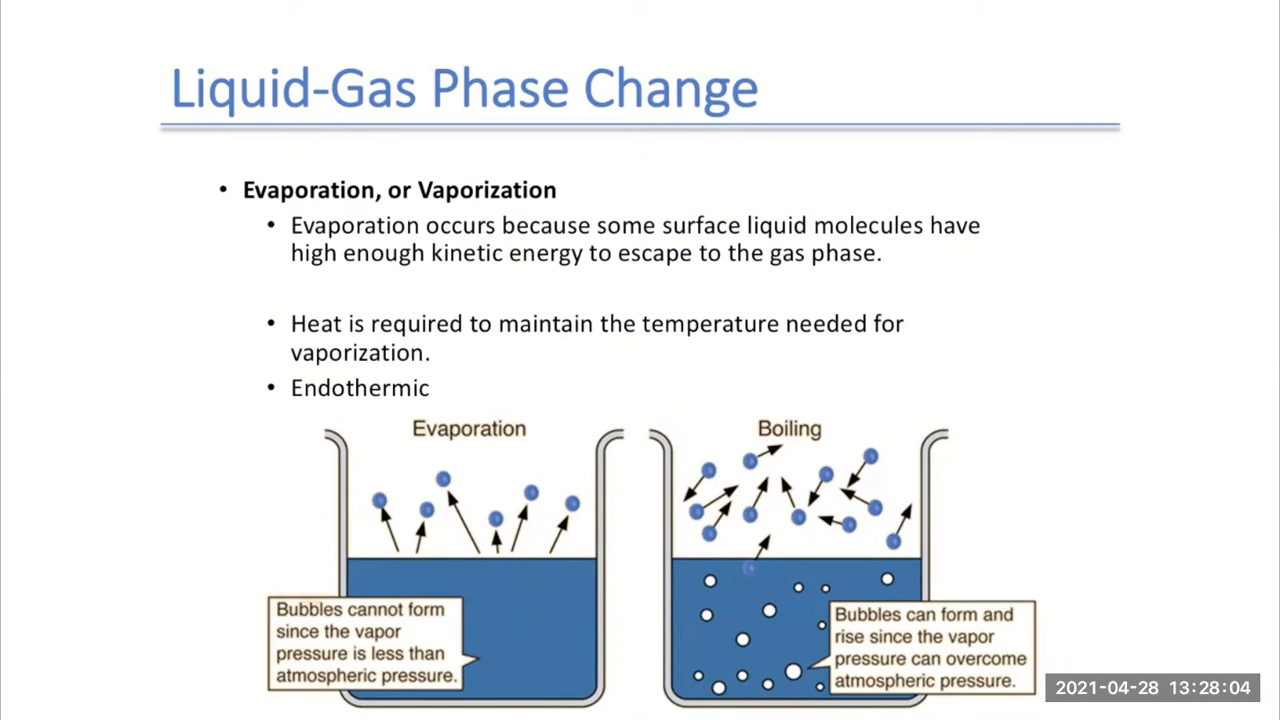 Liquid-Gas Phase Change
• Evaporation, or Vaporization
• Evaporation occurs because some surface liquid molecules have
high enough kinetic energy to escape to the gas phase.
• Heat is required to maintain the temperature needed for
vaporization.
• Endothermic
Evaporation
Bubbles cannot form
since the vapor
pressure is less than
atmospheric pressure.
Boiling
Bubbles can form and
rise since the vapor
pressure can overcome
atmospheric pressure.
2021-04-28 13:28:04